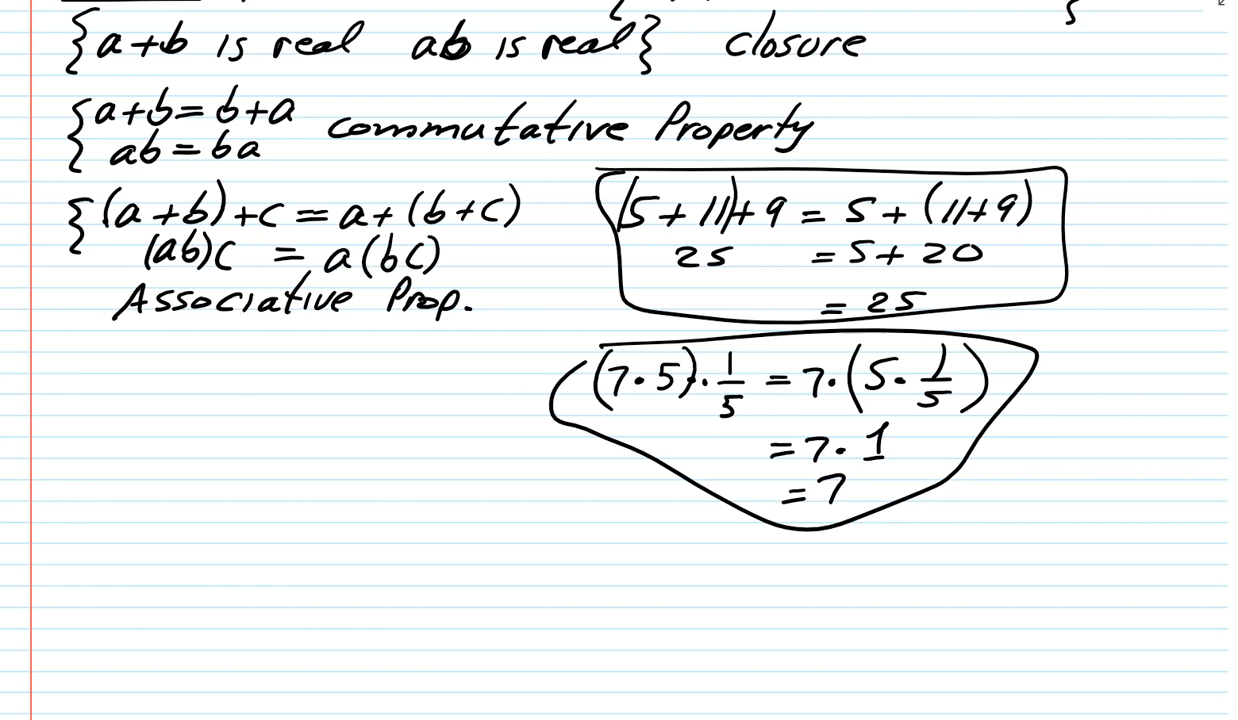 {a+b is real ab is real} closure
{a+b=b+a
ab=ba
commutative Property
{(a+b)+c=a+(b+c)
(ab)c = a(bc)
Associative Prop.
(5+11)+9 = 5+(11+9)
25 =5+20
=25
(7·5)·1/5 = 7·(5·1/5)
=7·1
=7